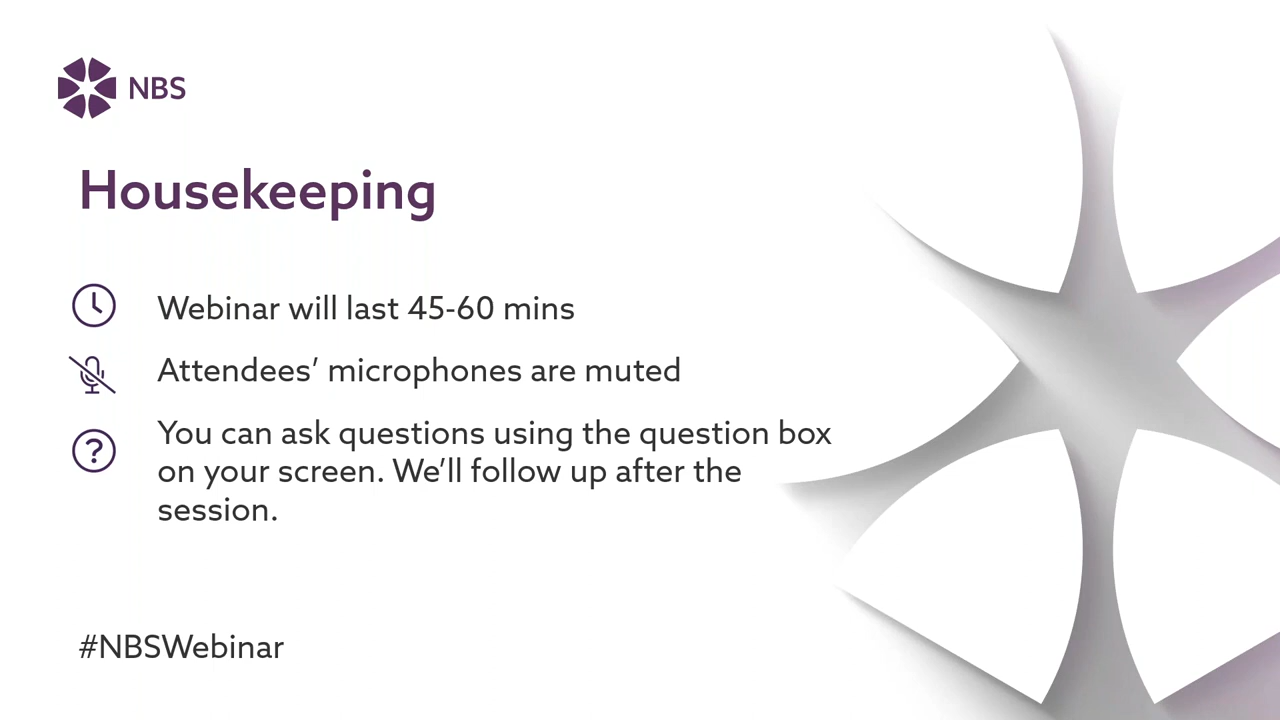 NBS
Housekeeping
Webinar will last 45-60 mins
Attendees’ microphones are muted
You can ask questions using the question box
on your screen. We’ll follow up after the
session.
#NBSWebinar